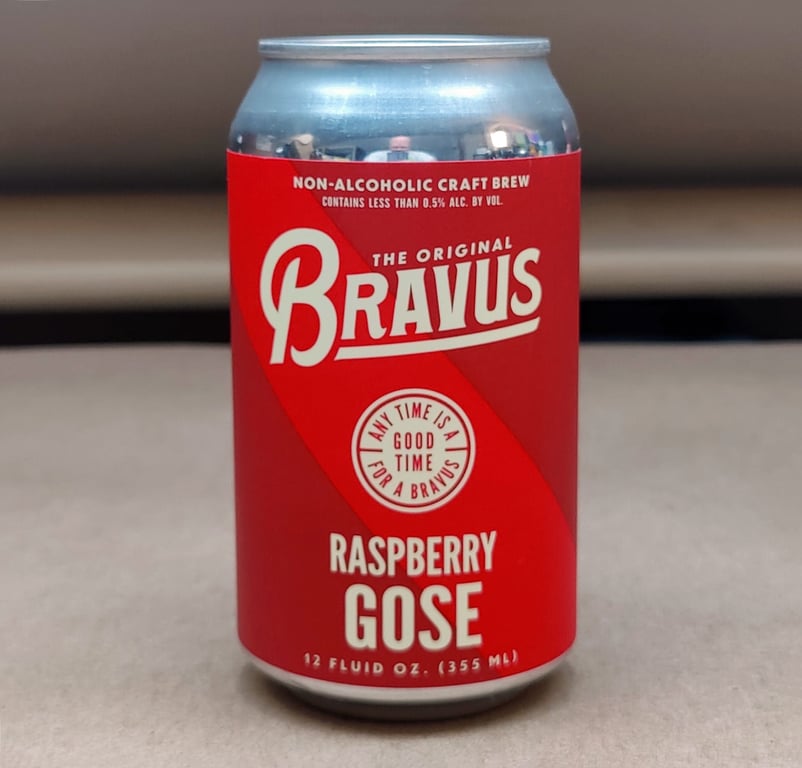 NON-ALCOHOLIC CRAFT BREW
CONTAINS LESS THAN 0.5% ALC. BY VOL.
THE ORIGINAL
BRAVUS
ANY TIME IS A
GOOD
TIME
FOR A BRAVUS
RASPBERRY
GOSE
12 FLUID OZ. (355 ML)